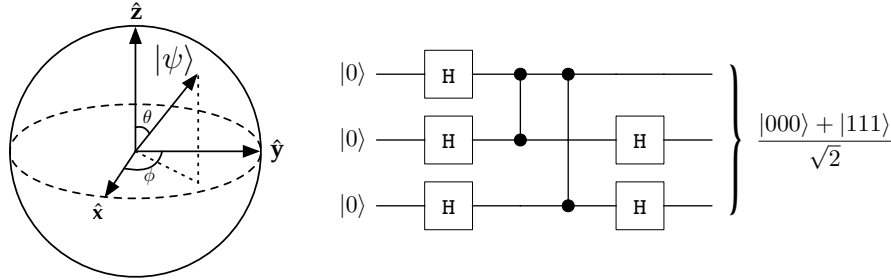 ẑ
|ψ⟩
θ
ŷ
ϕ
x̂
|0⟩ H
|0⟩ H H
|0⟩ H H
|000⟩ + |111⟩
√2